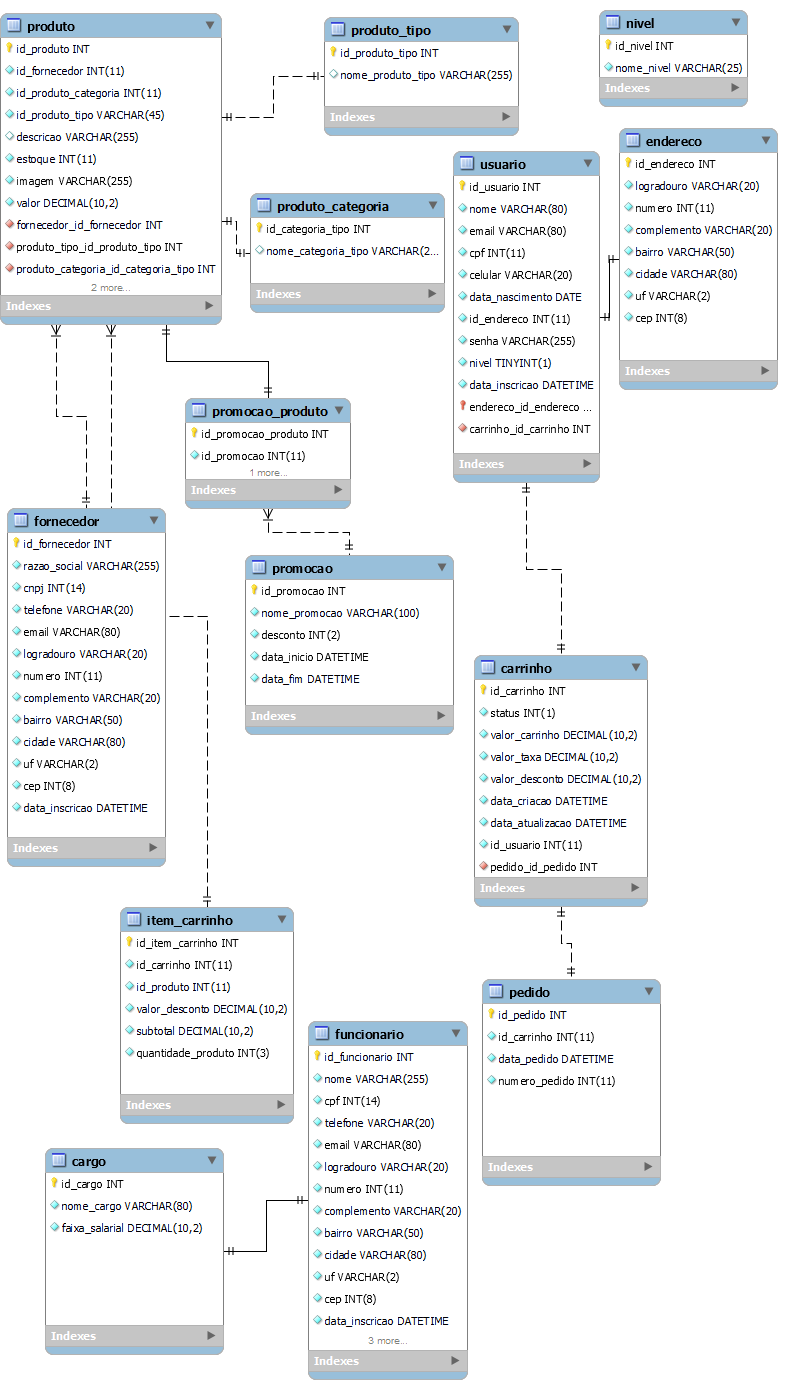 produto
id_produto INT
id_fornecedor INT(11)
id_produto_categoria INT(11)
id_produto_tipo VARCHAR(45)
descricao VARCHAR(255)
estoque INT(11)
imagem VARCHAR(255)
valor DECIMAL(10,2)
fornecedor_id_fornecedor INT
produto_tipo_id_produto_tipo INT
produto_categoria_id_categoria_tipo INT
2 more...
Indexes
produto_tipo
id_produto_tipo INT
nome_produto_tipo VARCHAR(255)
Indexes
nivel
id_nivel INT
nome_nivel VARCHAR(25)
Indexes
produto_categoria
id_categoria_tipo INT
nome_categoria_tipo VARCHAR(2...
Indexes
usuario
id_usuario INT
nome VARCHAR(80)
email VARCHAR(80)
cpf INT(11)
celular VARCHAR(20)
data_nascimento DATE
id_endereco INT(11)
senha VARCHAR(255)
nivel TINYINT(1)
data_inscricao DATETIME
endereco_id_endereco ...
carrinho_id_carrinho INT
Indexes
endereco
id_endereco INT
logradouro VARCHAR(20)
numero INT(11)
complemento VARCHAR(20)
bairro VARCHAR(50)
cidade VARCHAR(80)
uf VARCHAR(2)
cep INT(8)
Indexes
promocao_produto
id_promocao_produto INT
id_promocao INT(11)
1 more...
Indexes
fornecedor
id_fornecedor INT
razao_social VARCHAR(255)
cnpj INT(14)
telefone VARCHAR(20)
email VARCHAR(80)
logradouro VARCHAR(20)
numero INT(11)
complemento VARCHAR(20)
bairro VARCHAR(50)
cidade VARCHAR(80)
uf VARCHAR(2)
cep INT(8)
data_inscricao DATETIME
Indexes
promocao
id_promocao INT
nome_promocao VARCHAR(100)
desconto INT(2)
data_inicio DATETIME
data_fim DATETIME
Indexes
carrinho
id_carrinho INT
status INT(1)
valor_carrinho DECIMAL(10,2)
valor_taxa DECIMAL(10,2)
valor_desconto DECIMAL(10,2)
data_criacao DATETIME
data_atualizacao DATETIME
id_usuario INT(11)
pedido_id_pedido INT
Indexes
item_carrinho
id_item_carrinho INT
id_carrinho INT(11)
id_produto INT(11)
valor_desconto DECIMAL(10,2)
subtotal DECIMAL(10,2)
quantidade_produto INT(3)
Indexes
pedido
id_pedido INT
id_carrinho INT(11)
data_pedido DATETIME
numero_pedido INT(11)
Indexes
funcionario
id_funcionario INT
nome VARCHAR(255)
cpf INT(14)
telefone VARCHAR(20)
email VARCHAR(80)
logradouro VARCHAR(20)
numero INT(11)
complemento VARCHAR(20)
bairro VARCHAR(50)
cidade VARCHAR(80)
uf VARCHAR(2)
cep INT(8)
data_inscricao DATETIME
3 more...
Indexes
cargo
id_cargo INT
nome_cargo VARCHAR(80)
faixa_salarial DECIMAL(10,2)
Indexes